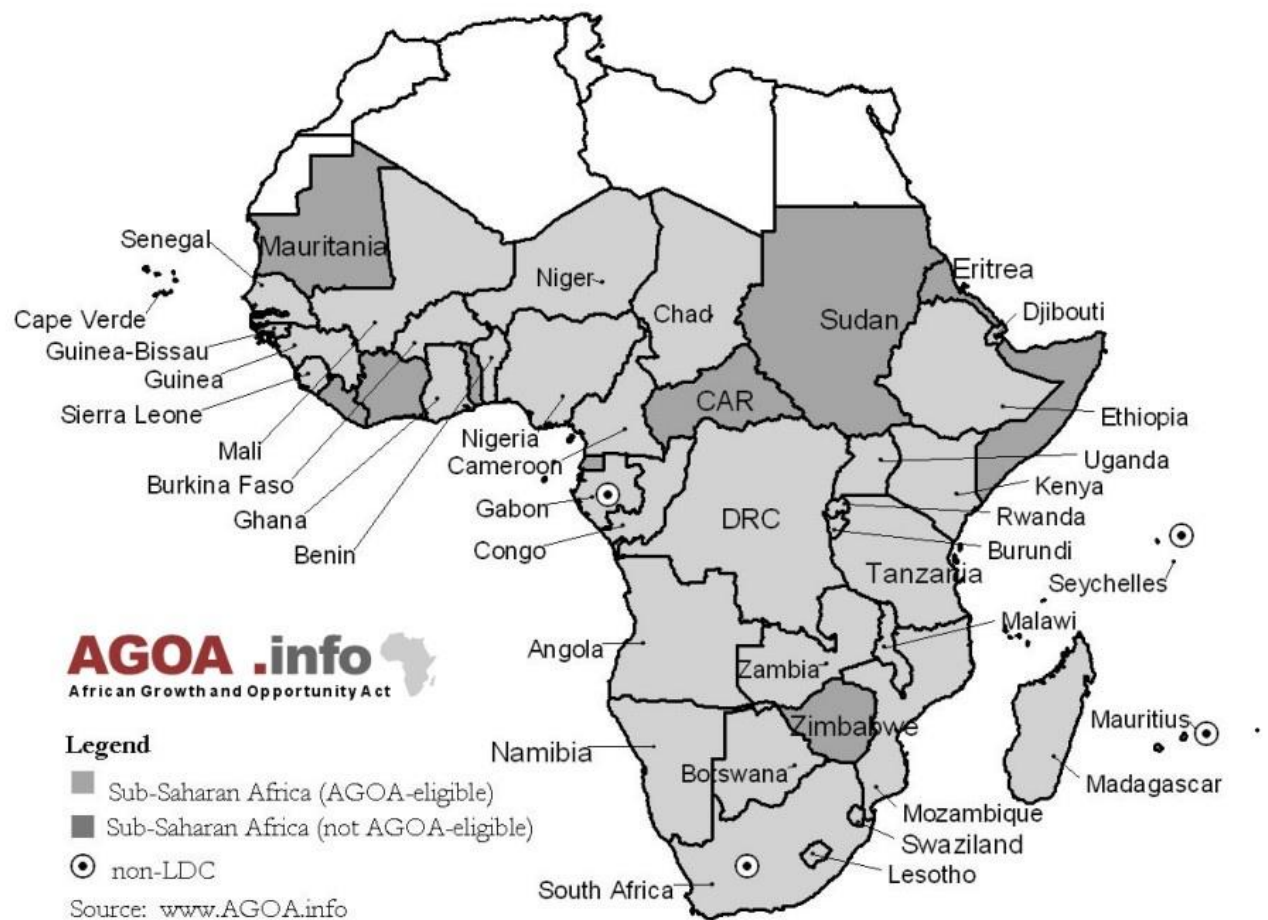 Senegal
Mauritania
Niger
Chad
Sudan
Eritrea
Djibouti
Cape Verde
Guinea-Bissau
Guinea
Sierra Leone
Mali
Burkina Faso
Ghana
Benin
Nigeria
Cameroon
CAR
Ethiopia
Uganda
Kenya
Gabon
Congo
DRC
Rwanda
Burundi
Tanzania
Seychelles
Malawi
Angola
Zambia
Zimbabwe
Mauritius
Namibia
Botswana
Madagascar
Mozambique
Swaziland
Lesotho
South Africa
AGOA .info
African Growth and Opportunity Act
Legend
Sub-Saharan Africa (AGOA-eligible)
Sub-Saharan Africa (not AGOA-eligible)
non-LDC
Source: www.AGOA.info